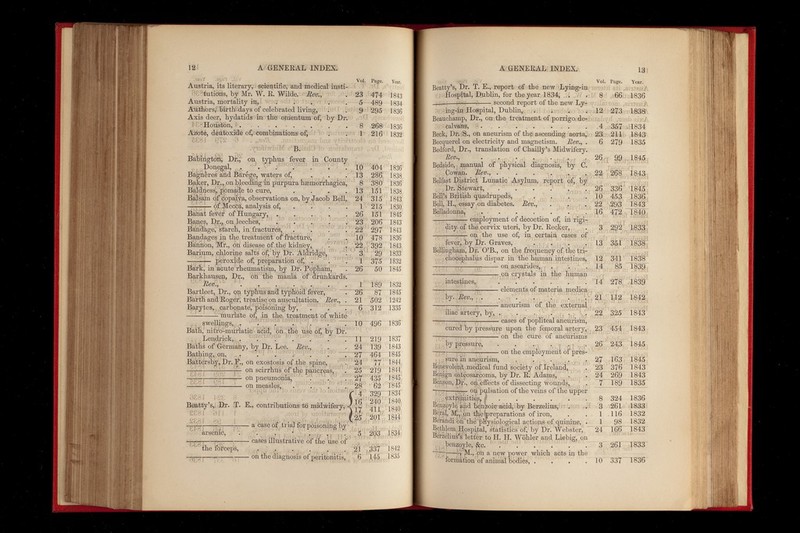 12 A GENERAL INDEX.
Vol. Page. Year.
Austria, its literary, scientific, and medical insti-
tutions, by Mr. W. R. Wilde. Rev., . 23 474 1843
Austria, mortality in, . . . . . 5 489 1834
Authors, birth-days of celebrated living, . . 9 295 1836
Axis deer, hydatids in the omentum of, by Dr.
Houston, . . . . . . . 8 268 1836
Azote, deutoxide of, combinations of, . . 1 216 1832
B.
Babington, Dr., on typhus fever in County
Donegal, . . . . . . . 10 404 1836
Bagnères and Barége, waters of, . . . 13 286 1838
Baker, Dr., on bleeding in purpura hæmorrhagica, 8 380 1836
Baldness, pomade to cure, . . . . 13 151 1838
Balsam of copaiva, observations on, by Jacob Bell, 24 315 1843
of Mecca, analysis of, . . . 1 215 1836
Banat fever of Hungary, . . . . 26 151 1845
Banes, Dr., on leeches, . . . . . 23 206 1843
Bandage, starch, in fractures, . . . . 22 297 1843
Bandages in the treatment of fracture, . . 10 478 1836
Bannon, Mr., on disease of the kidney, . . 22 392 1843
Barium, chlorine salts of, by Dr. Aldridge, . 3 29 1833
peroxide of, preparation of, . . 1 375 1832
Bark, in acute rheumatism, by Dr. Popham, . 26 50 1845
Barkhausen, Dr., on the mania of drunkards.
Rev., . . . . . . . 1 189 1832
Bartleet, Dr., on typhus and typhoid fever, . 26 87 1845
Barth and Roger, treatise on auscultation. Rev., . 21 502 1242
Barytes, carbonate, poisoning by, . . . 6 312 1335
muriate of, in the treatment of white
swellings, . . . . . . . 10 496 1836
Bath, nitro-muriatic acid, on the use of, by Dr.
Lendrick, . . . . . . . 11 219 1837
Baths of Germany, by Dr. Lee. Rev., . . 24 139 1843
Bathing, on, . . . . . . 27 464 1845
Battersby, Dr. F., on exostosis of the spine, . 24 77 1844
on scirrhus of the pancreas, . 25 219 1844
on pneumonia, . . . 27 435 1845
on measles, . . . . 28 62 1845
Beatty's, Dr. T. E., contributions to midwifery, { 4 329 1834
16 240 1840
17 411 1840
25 201 1844
a case of trial for poisoning by
arsenic, . . . . . . . 5 203 1834
cases illustrative of the use of
the forceps, . . . . . . 21 337 1842
on the diagnosis of peritonitis, . 6 145 1835
A GENERAL INDEX. 13
Vol. Page. Year.
Beatty's, Dr. T. E., report of the new Lying-in
Hospital, Dublin, for the year 1834, . . 8 66 1836
second report of the new Ly-
ing-in Hospital, Dublin, . . . . 12 273 1838
Beauchamp, Dr., on the treatment of porrigo de-
calvans, . . . . . . . 4 357 1834
Beck, Dr. S., on aneurism of the ascending aorta, 23 211 1843
Becquerel on electricity and magnetism. Rev., . 6 279 1835
Bedford, Dr., translation of Chailly's Midwifery.
Rev., . . . . . . . 26 99 1845
Bedside, manual of physical diagnosis, by C.
Cowan. Rev., . . . . . . 22 268 1843
Belfast District Lunatic Asylum, report of, by
Dr. Stewart, . . . . . . 26 336 1845
Bell's British quadrupeds, . . . . 10 453 1836
Bell, H., essay on diabetes. Rev., . . . 22 293 1843
Belladonna, . . . . . . . 16 472 1840
employment of decoction of, in rigi-
dity of the cervix uteri, by Dr. Recker, . 3 292 1833
on the use of, in certain cases of
fever, by Dr. Graves, . . . . . 13 351 1838
Bellingham, Dr. O'B., on the frequency of the tri-
chocephalus dispar in the human intestines, 12 341 1838
on ascarides, . . . 14 85 1839
on crystals in the human
intestines, . . . . . . . 14 278 1839
elements of materia medica
by. Rev., . . . . . . . 21 112 1842
aneurism of the external
iliac artery, by, . . . . . . 22 325 1843
cases of popliteal aneurism,
cured by pressure upon the femoral artery, 23 454 1843
on the cure of aneurisms
by pressure, . . . . . . 26 243 1845
on the employment of pres-
sure in aneurism, . . . . . 27 163 1845
Benevolent medical fund society of Ireland, . 23 376 1843
Benign osteosarcoma, by Dr. R. Adams, . 24 269 1843
Benson, Dr., on effects of dissecting wounds, . 7 189 1835
on pulsation of the veins of the upper
extremities, . . . . . . 8 324 1836
Benzoyle and benzoic acid, by Berzelius, . . 3 261 1833
Beral, M., on the preparations of iron, . . 1 116 1832
Beraudi on the physiological actions of quinine, . 1 98 1832
Bethlem Hospital, statistics of, by Dr. Webster, 24 166 1843
Berzelius's letter to H. H. Wöhler and Liebig, on
benzoyle, &c. . . . . . . 3 261 1833
M., on a new power which acts in the
formation of animal bodies, . . . . 10 337 1836